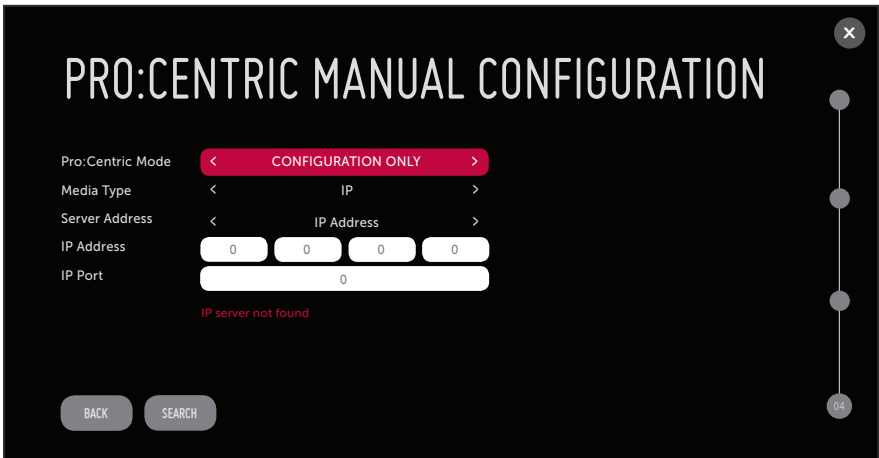 X
PRO:CENTRIC MANUAL CONFIGURATION
Pro:Centric Mode < CONFIGURATION ONLY >
Media Type < IP >
Server Address < IP Address >
IP Address 0 0 0 0
IP Port 0
IP server not found
BACK SEARCH
04